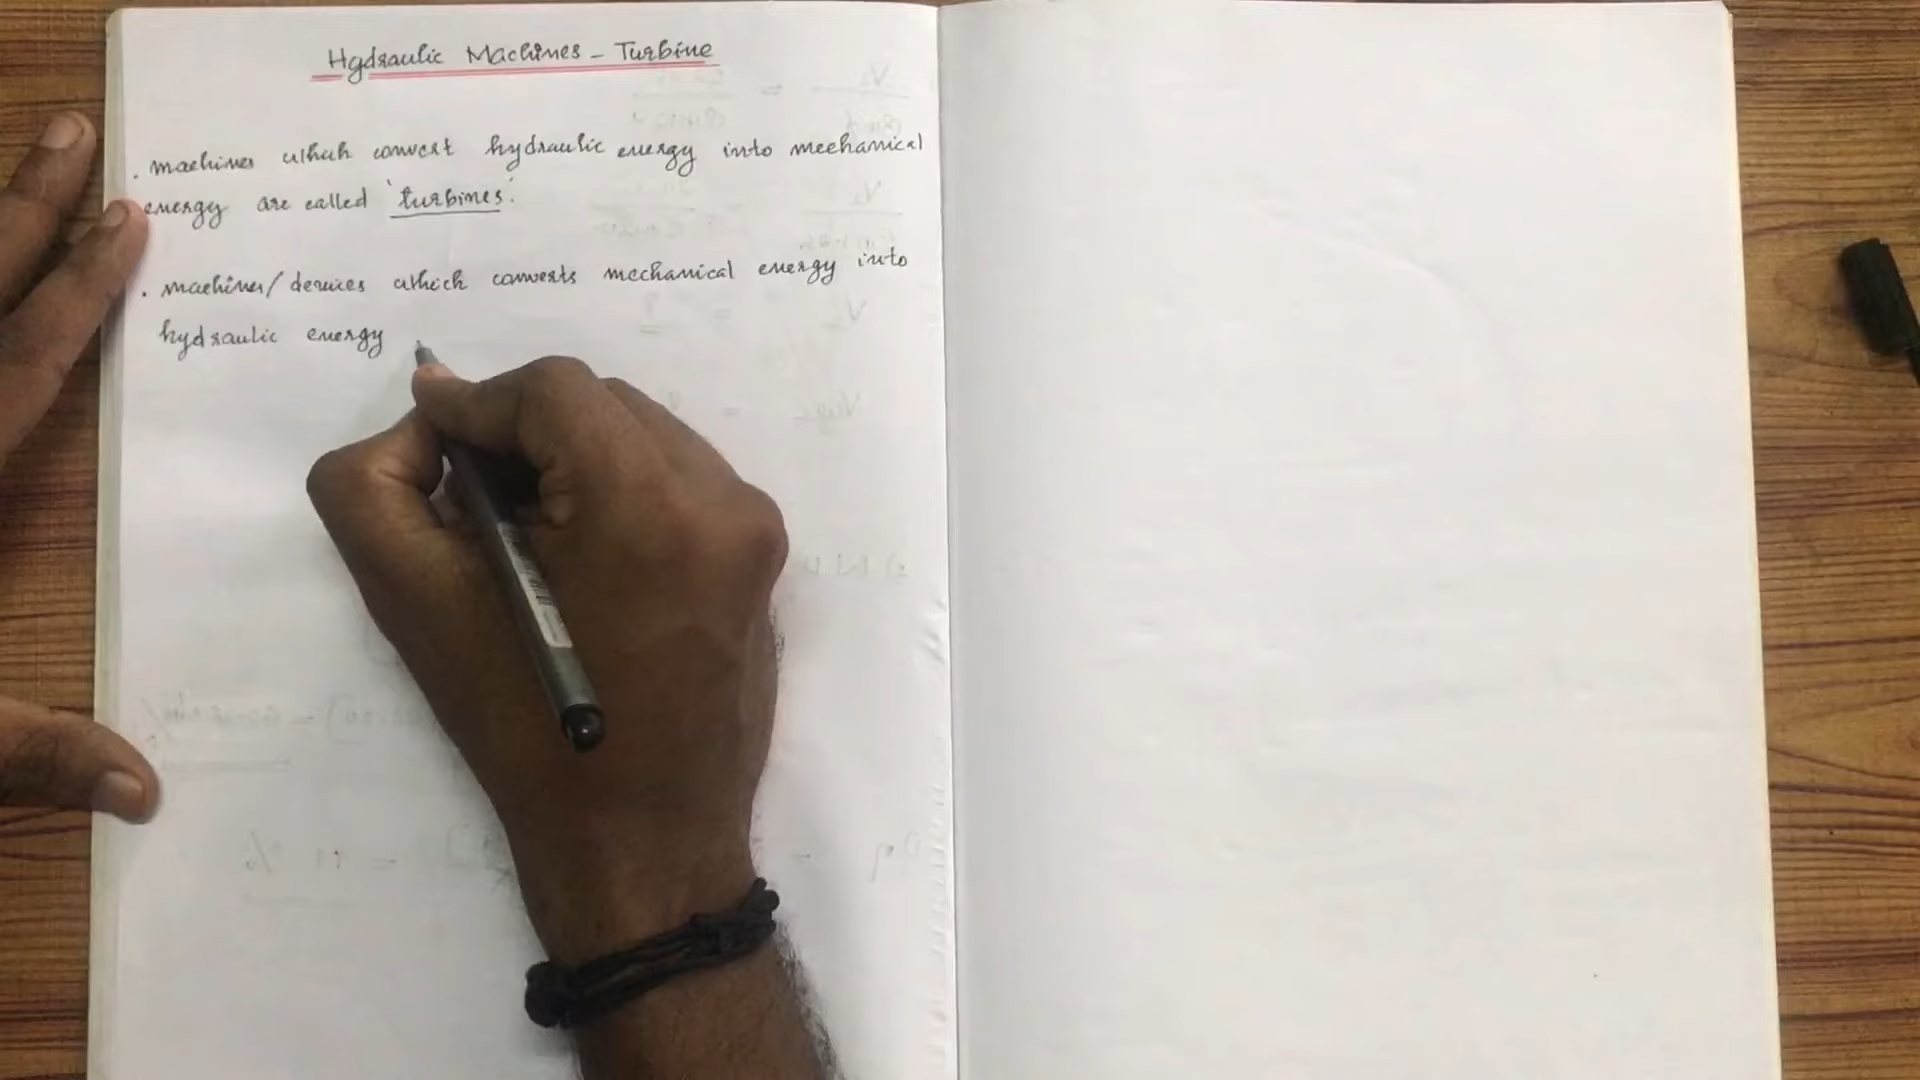 Hydraulic Machines - Turbine
. machines which convert hydraulic energy into mechanical
energy are called 'turbines'.
. machines/devices which converts mechanical energy into
hydraulic energy